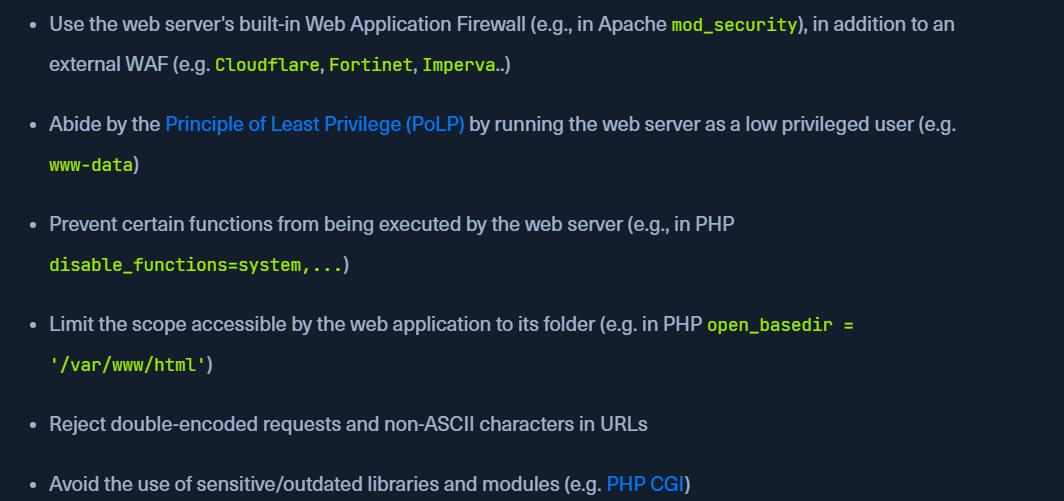 • Use the web server's built-in Web Application Firewall (e.g., in Apache mod_security), in addition to an
external WAF (e.g. Cloudflare, Fortinet, Imperva..)
• Abide by the Principle of Least Privilege (PoLP) by running the web server as a low privileged user (e.g.
www-data)
• Prevent certain functions from being executed by the web server (e.g., in PHP
disable_functions=system,...)
• Limit the scope accessible by the web application to its folder (e.g. in PHP open_basedir =
'/var/www/html')
• Reject double-encoded requests and non-ASCII characters in URLs
• Avoid the use of sensitive/outdated libraries and modules (e.g. PHP CGI)